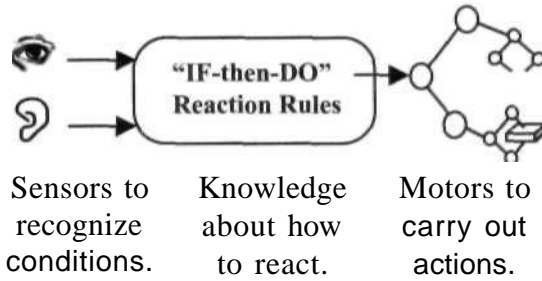 “IF-then-DO”
Reaction Rules
Sensors to
recognize
conditions.
Knowledge
about how
to react.
Motors to
carry out
actions.